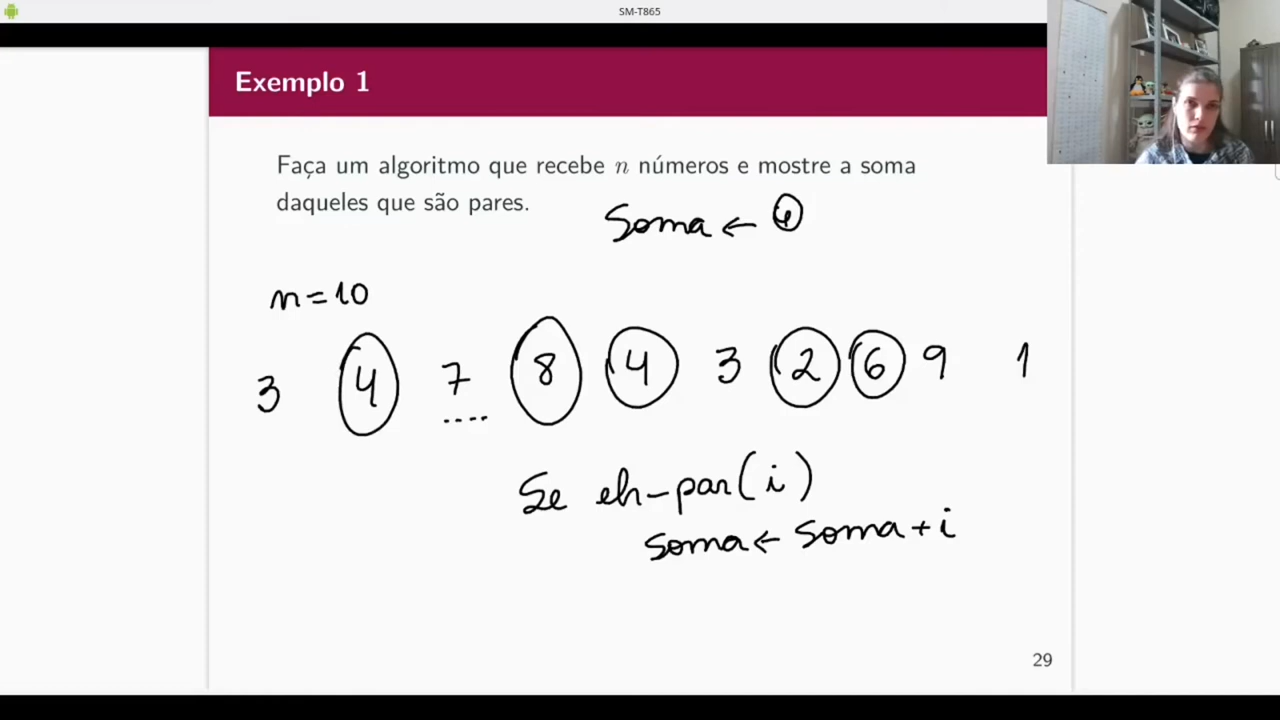 SM-T865
Exemplo 1
Faça um algoritmo que recebe n números e mostre a soma
daqueles que são pares.
Soma ←
n=10
3 4 7 8 4 3 2 6 9 1
....
Se eh-par(i)
soma ← soma + i
29